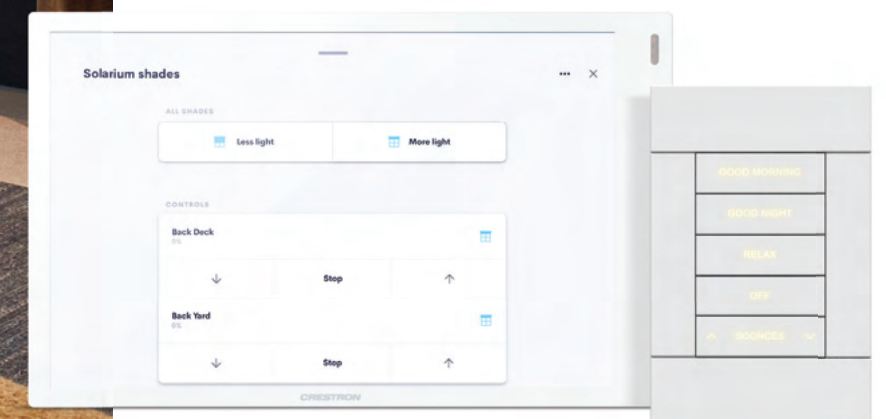 Solarium shades
ALL SHADES
Less light
More light
CONTROLS
Back Deck
0%
Stop
Back Yard
0%
Stop
CRESTRON
GOOD MORNING
GOOD NIGHT
RELAX
OFF
SCONCES